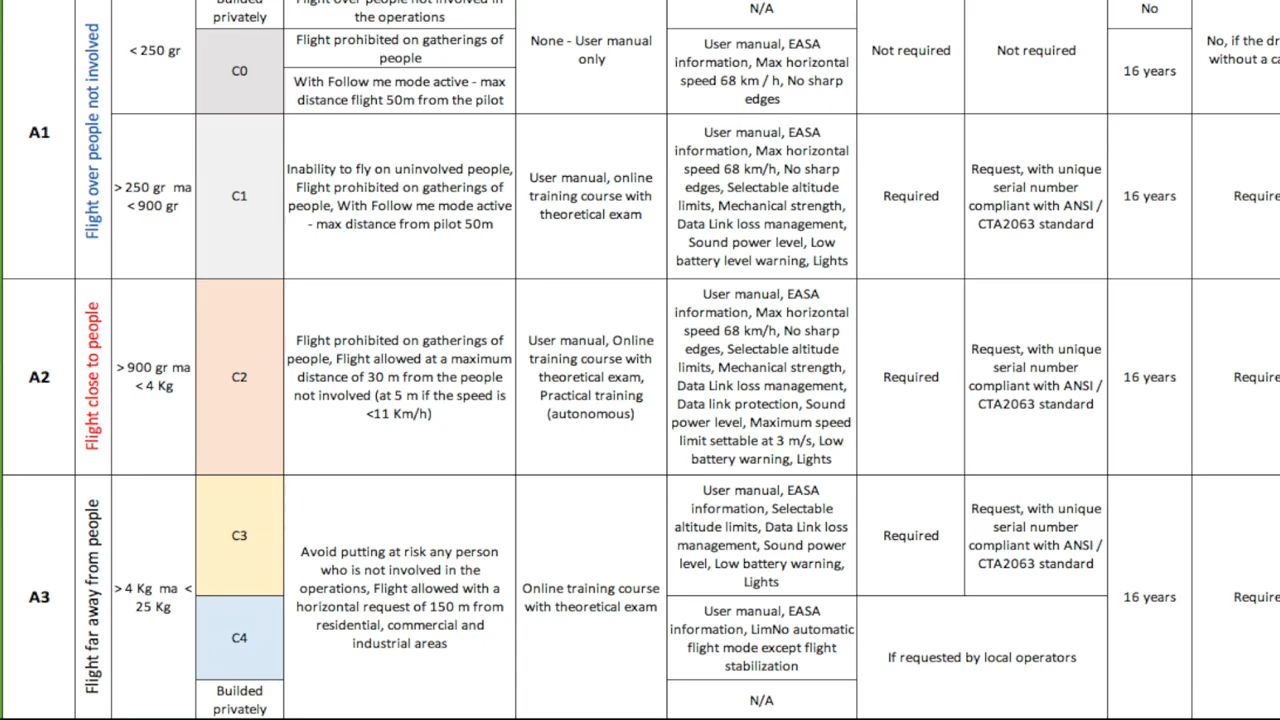 Builded
privately
Flight over people not involved in
the operations
N/A
No
A1
Flight over people not involved
< 250 gr
C0
Flight prohibited on gatherings of
people
With Follow me mode active - max
distance flight 50m from the pilot
None - User manual
only
User manual, EASA
information, Max horizontal
speed 68 km / h, No sharp
edges
Not required
Not required
16 years
No, if the dr
without a ca
> 250 gr  ma
< 900 gr
C1
Inability to fly on uninvolved people,
Flight prohibited on gatherings of
people, With Follow me mode active
- max distance from pilot 50m
User manual, online
training course with
theoretical exam
User manual, EASA
information, Max horizontal
speed 68 km/h, No sharp
edges, Selectable altitude
limits, Mechanical strength,
Data Link loss management,
Sound power level, Low
battery level warning, Lights
Required
Request, with unique
serial number
compliant with ANSI /
CTA2063 standard
16 years
Require
A2
Flight close to people
> 900 gr ma
< 4 Kg
C2
Flight prohibited on gatherings of
people, Flight allowed at a maximum
distance of 30 m from the people
not involved (at 5 m if the speed is
<11 Km/h)
User manual, Online
training course with
theoretical exam,
Practical training
(autonomous)
User manual, EASA
information, Max horizontal
speed 68 km/h, No sharp
edges, Selectable altitude
limits, Mechanical strength,
Data Link loss management,
Data link protection, Sound
power level, Maximum speed
limit settable at 3 m/s, Low
battery warning, Lights
Required
Request, with unique
serial number
compliant with ANSI /
CTA2063 standard
16 years
Require
A3
Flight far away from people
> 4 Kg  ma  <
25 Kg
C3
Avoid putting at risk any person
who is not involved in the
operations, Flight allowed with a
horizontal request of 150 m from
residential, commercial and
industrial areas
Online training course
with theoretical exam
User manual, EASA
information, Selectable
altitude limits, Data Link loss
management, Sound power
level, Low battery warning,
Lights
Required
Request, with unique
serial number
compliant with ANSI /
CTA2063 standard
16 years
Require
C4
User manual, EASA
information, LimNo automatic
flight mode except flight
stabilization
If requested by local operators
Builded
privately
N/A